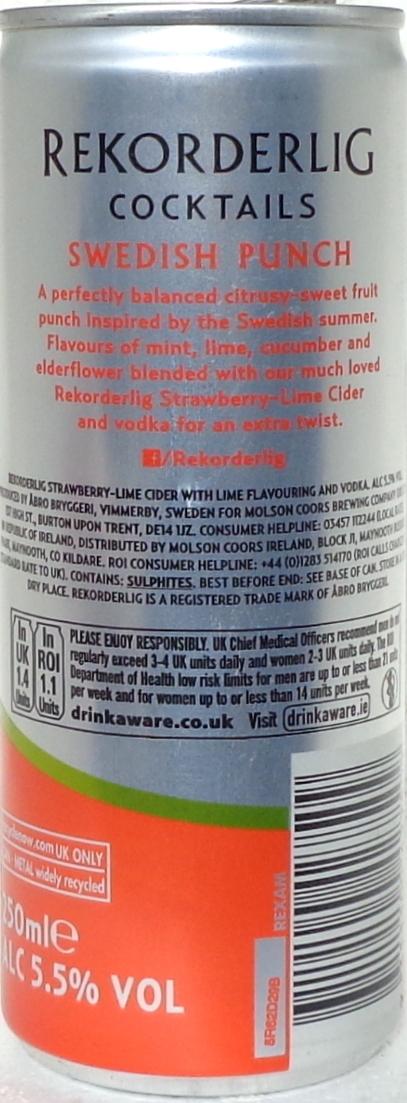 REKORDERLIG
COCKTAILS
SWEDISH PUNCH
A perfectly balanced citrusy-sweet fruit
punch inspired by the Swedish summer.
Flavours of mint, lime, cucumber and
elderflower blended with our much loved
Rekorderlig Strawberry-Lime Cider
and vodka for an extra twist.
f/Rekorderlig
REKORDERLIG STRAWBERRY-LIME CIDER WITH LIME FLAVOURING AND VODKA. ALC 5.5% VOL.
BY ÅBRO BRYGGERI, VIMMERBY, SWEDEN FOR MOLSON COORS BREWING COMPANY
HIGH ST., BURTON UPON TRENT, DE14 1JZ. CONSUMER HELPLINE: 03457 112244
REPUBLIC OF IRELAND, DISTRIBUTED BY MOLSON COORS IRELAND, BLOCK J1, MAYNOOTH
MAYNOOTH, CO KILDARE. ROI CONSUMER HELPLINE: +44 (0)1283 514170 (ROI CALLS
RATE TO UK). CONTAINS: SULPHITES. BEST BEFORE END: SEE BASE OF CAN. STORE IN A
DRY PLACE. REKORDERLIG IS A REGISTERED TRADE MARK OF ÅBRO BRYGGERI.
In UK 1.4 Units
In ROI 1.1 Units
PLEASE ENJOY RESPONSIBLY. UK Chief Medical Officers recommend men do not
regularly exceed 3-4 UK units daily and women 2-3 UK units daily. The ROI
Department of Health low risk limits for men are up to or less than 21 units
per week and for women up to or less than 14 units per week.
drinkaware.co.uk Visit drinkaware.ie
UK ONLY
METAL widely recycled
250ml e
ALC 5.5% VOL
REXAM
5R62D29B